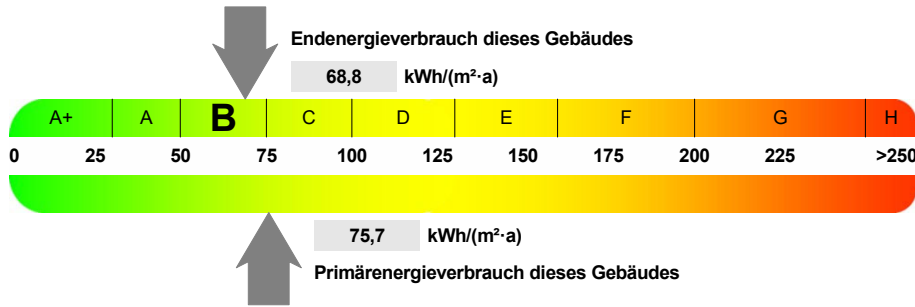 Endenergieverbrauch dieses Gebäudes
68,8 kWh/(m²·a)
A+ A B C D E F G H
0 25 50 75 100 125 150 175 200 225 >250
75,7 kWh/(m²·a)
Primärenergieverbrauch dieses Gebäudes